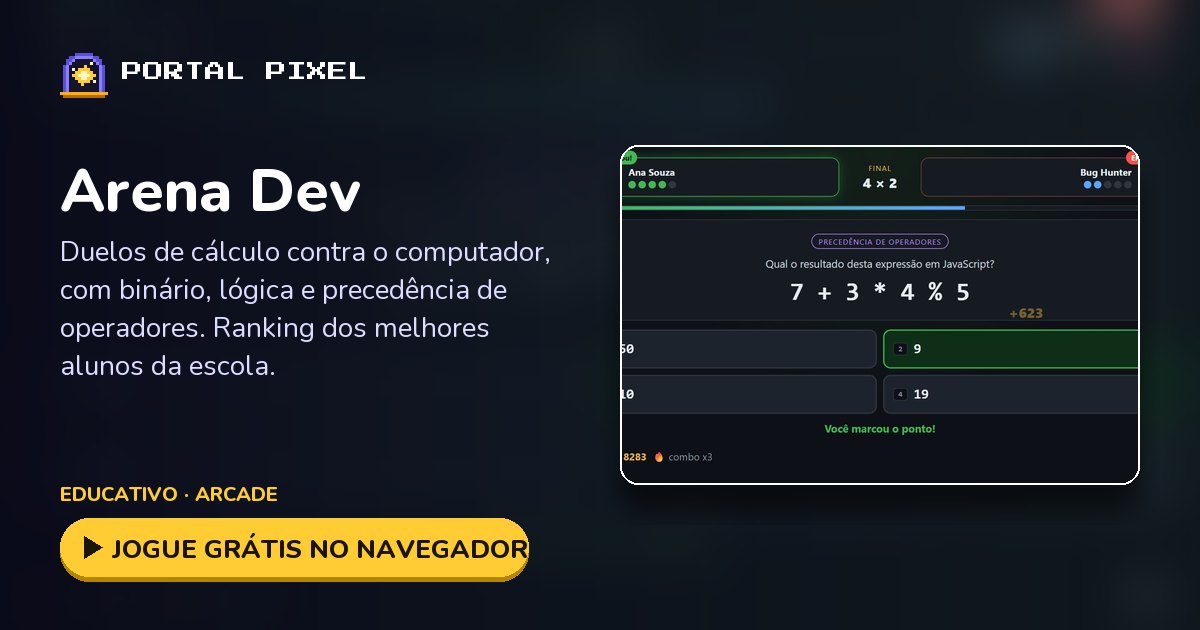 PORTAL PIXEL
Arena Dev
Duelos de cálculo contra o computador,
com binário, lógica e precedência de
operadores. Ranking dos melhores
alunos da escola.
EDUCATIVO · ARCADE
JOGUE GRÁTIS NO NAVEGADOR
Ana Souza
FINAL
4 × 2
Bug Hunter
PRECEDÊNCIA DE OPERADORES
Qual o resultado desta expressão em JavaScript?
7 + 3 * 4 % 5
+623
2 9
4 19
Você marcou o ponto!
8283 combo x3